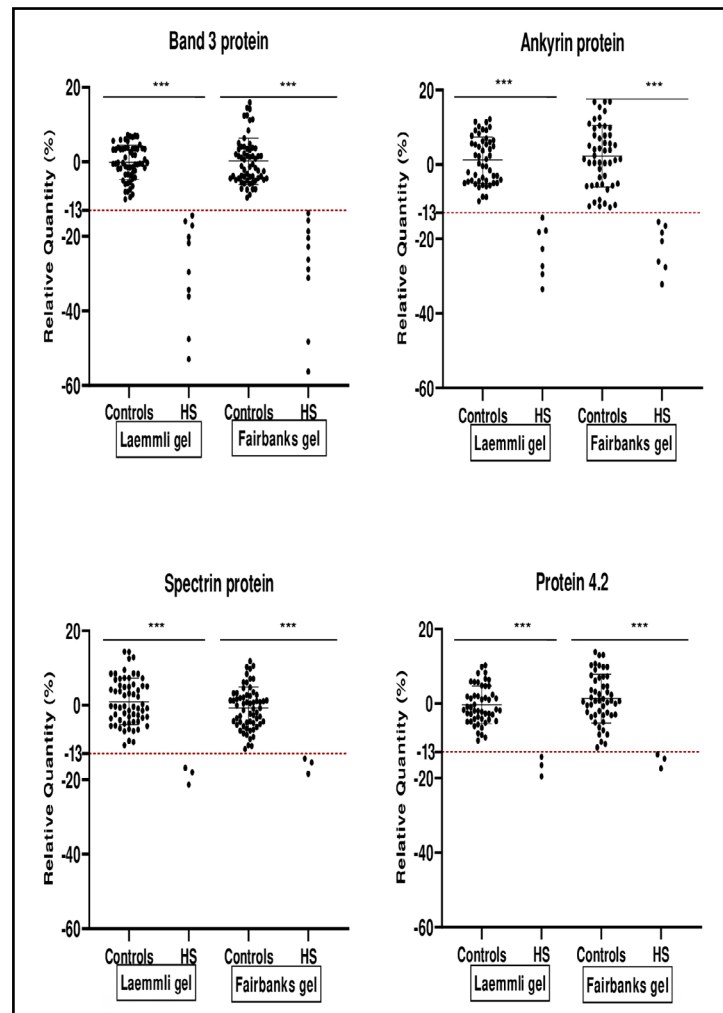 Band 3 protein
*** ***
Relative Quantity (%)
20
0
-13
-20
-40
-60
Controls HS Controls HS
Laemmli gel Fairbanks gel
Ankyrin protein
*** ***
Relative Quantity (%)
20
0
-13
-20
-40
-60
Controls HS Controls HS
Laemmli gel Fairbanks gel
Spectrin protein
*** ***
Relative Quantity (%)
20
0
-13
-20
-40
-60
Controls HS Controls HS
Laemmli gel Fairbanks gel
Protein 4.2
*** ***
Relative Quantity (%)
20
0
-13
-20
-40
-60
Controls HS Controls HS
Laemmli gel Fairbanks gel